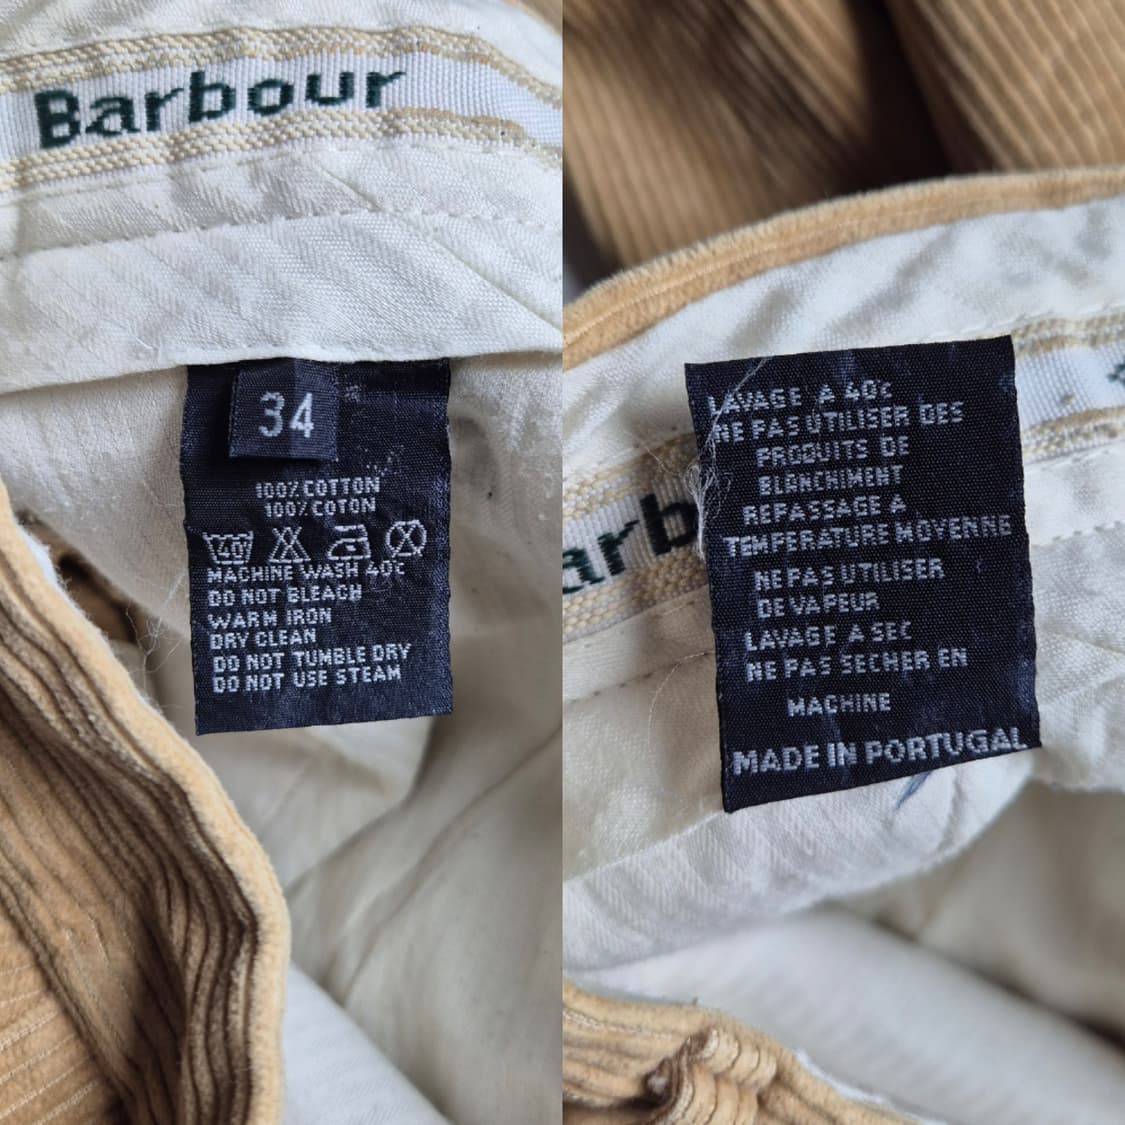 Barbour
34
100% COTTON
100% COTON
40
MACHINE WASH 40c
DO NOT BLEACH
WARM IRON
DRY CLEAN
DO NOT TUMBLE DRY
DO NOT USE STEAM
arb
LAVAGE A 40c
NE PAS UTILISER DES
PRODUITS DE
BLANCHIMENT
REPASSAGE A
TEMPERATURE MOYENNE
NE PAS UTILISER
DE VAPEUR
LAVAGE A SEC
NE PAS SECHER EN
MACHINE
MADE IN PORTUGAL